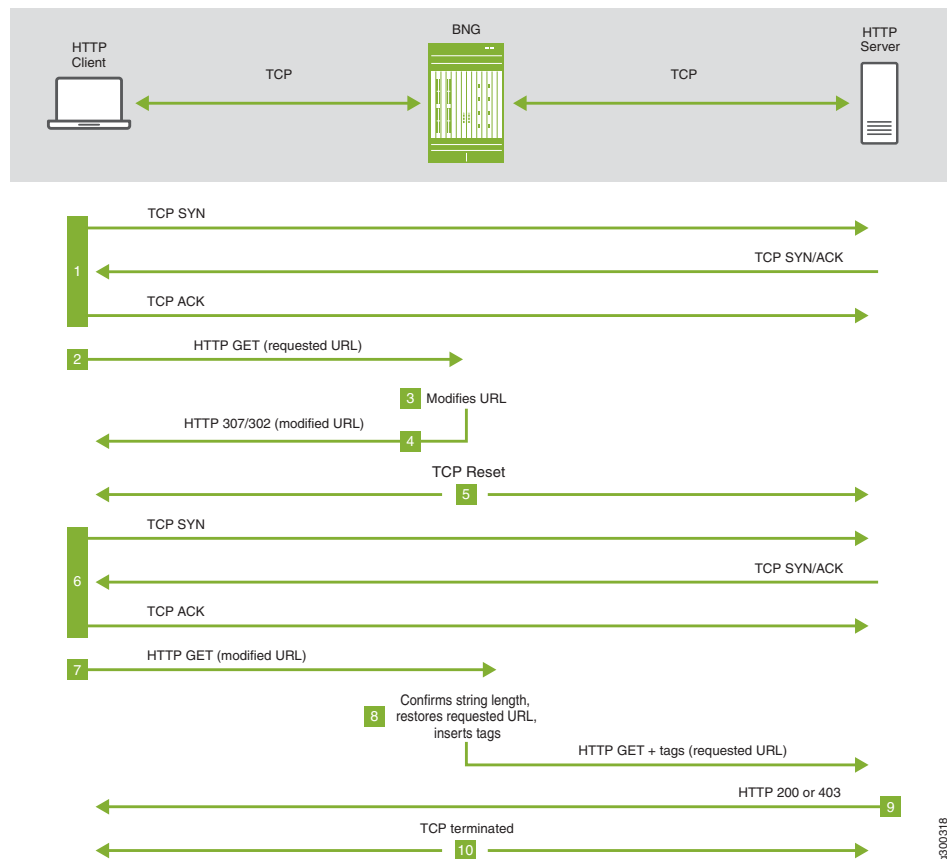 BNG
HTTP
Client
HTTP
Server
TCP
TCP
TCP SYN
TCP SYN/ACK
1
TCP ACK
HTTP GET (requested URL)
2
3 Modifies URL
HTTP 307/302 (modified URL)
4
TCP Reset
5
TCP SYN
TCP SYN/ACK
6
TCP ACK
HTTP GET (modified URL)
7
Confirms string length,
8 restores requested URL,
inserts tags
HTTP GET + tags (requested URL)
HTTP 200 or 403
9
TCP terminated
10
g300318